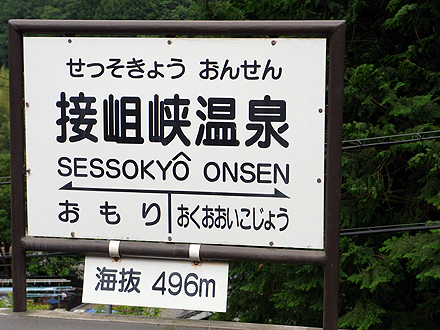 せっそきょう おんせん
接岨峡温泉
SESSOKYÔ ONSEN
おもり おくおおいこじょう
海抜 496m